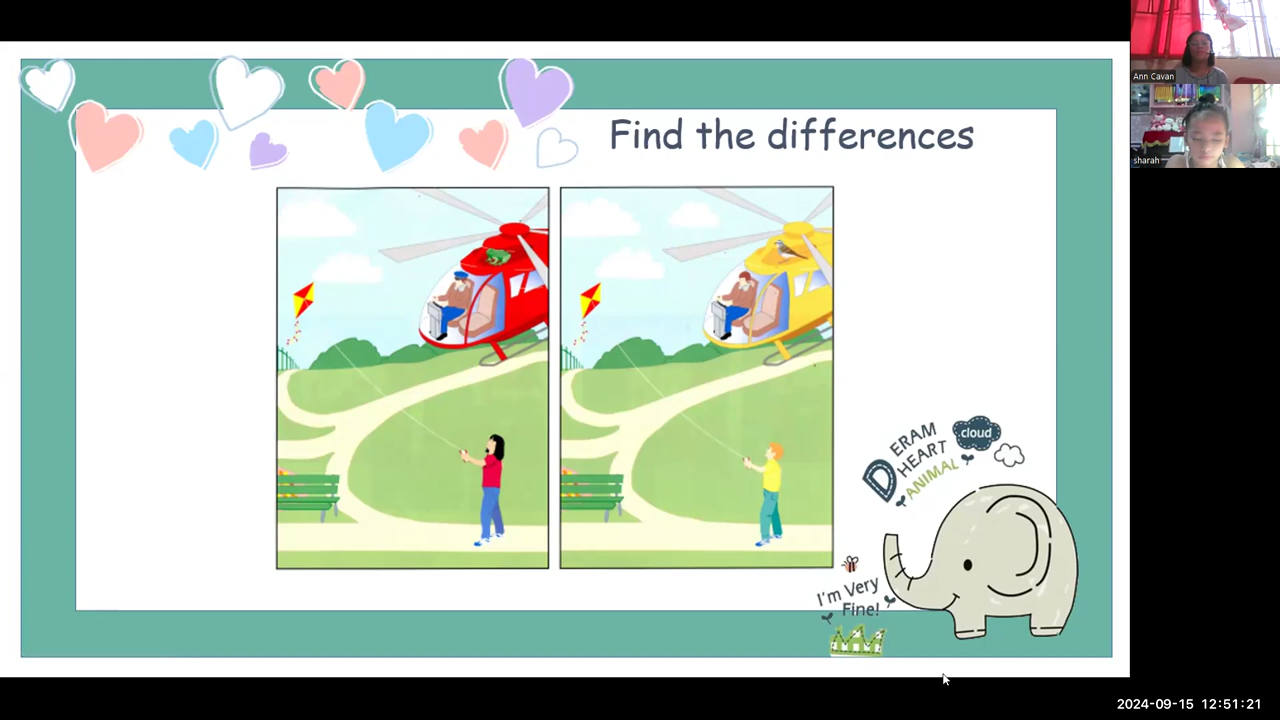 Find the differences
Ann Cavan
sharah
DERAM
HEART
ANIMAL
cloud
I'm Very
Fine!
2024-09-15 12:51:21